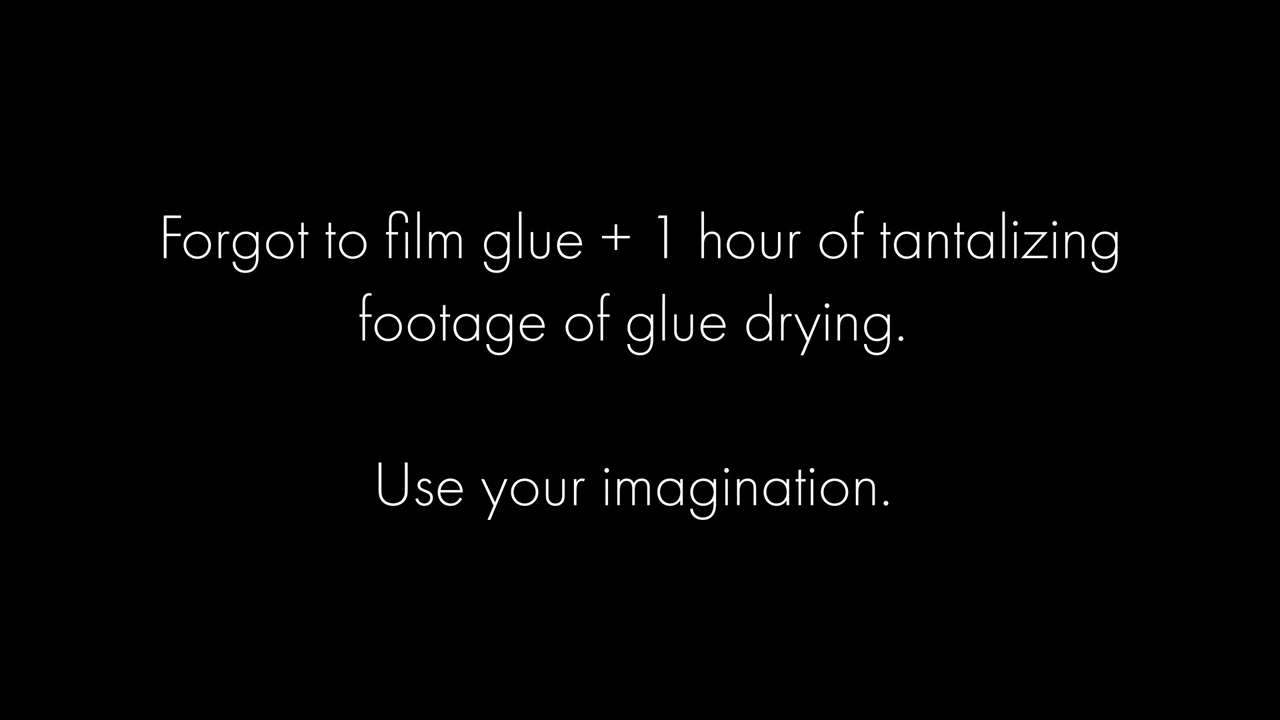 Forgot to film glue + 1 hour of tantalizing
footage of glue drying.
Use your imagination.